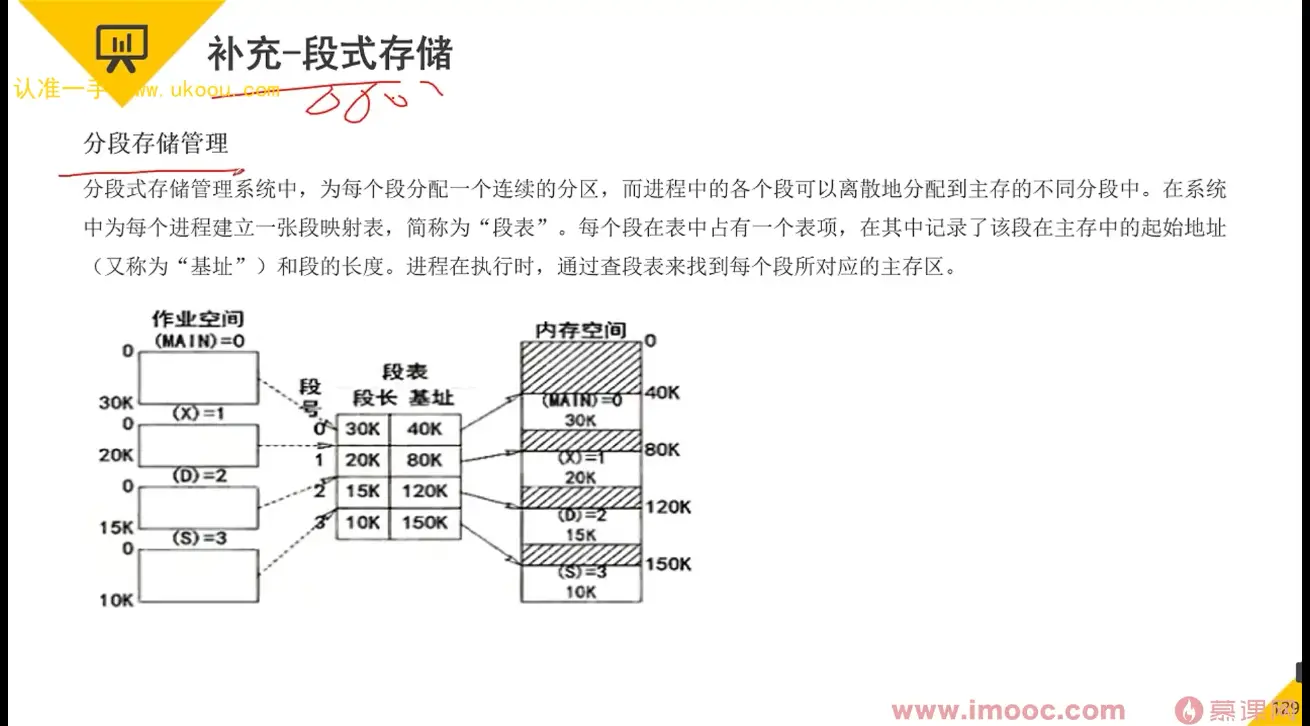 补充-段式存储
认准一手 www.ukoou.com
分段存储管理
分段式存储管理系统中，为每个段分配一个连续的分区，而进程中的各个段可以离散地分配到主存的不同分段中。在系统
中为每个进程建立一张段映射表，简称为“段表”。每个段在表中占有一个表项，在其中记录了该段在主存中的起始地址
（又称为“基址”）和段的长度。进程在执行时，通过查段表来找到每个段所对应的主存区。
作业空间
(MAIN)=0
0
30K
(X)=1
0
20K
(D)=2
0
15K
(S)=3
0
10K
段号
段表
段长 基址
0 30K 40K
1 20K 80K
2 15K 120K
3 10K 150K
内存空间
0
40K
(MAIN)=0
30K
80K
(X)=1
20K
120K
(D)=2
15K
150K
(S)=3
10K
www.imooc.com 慕课
129